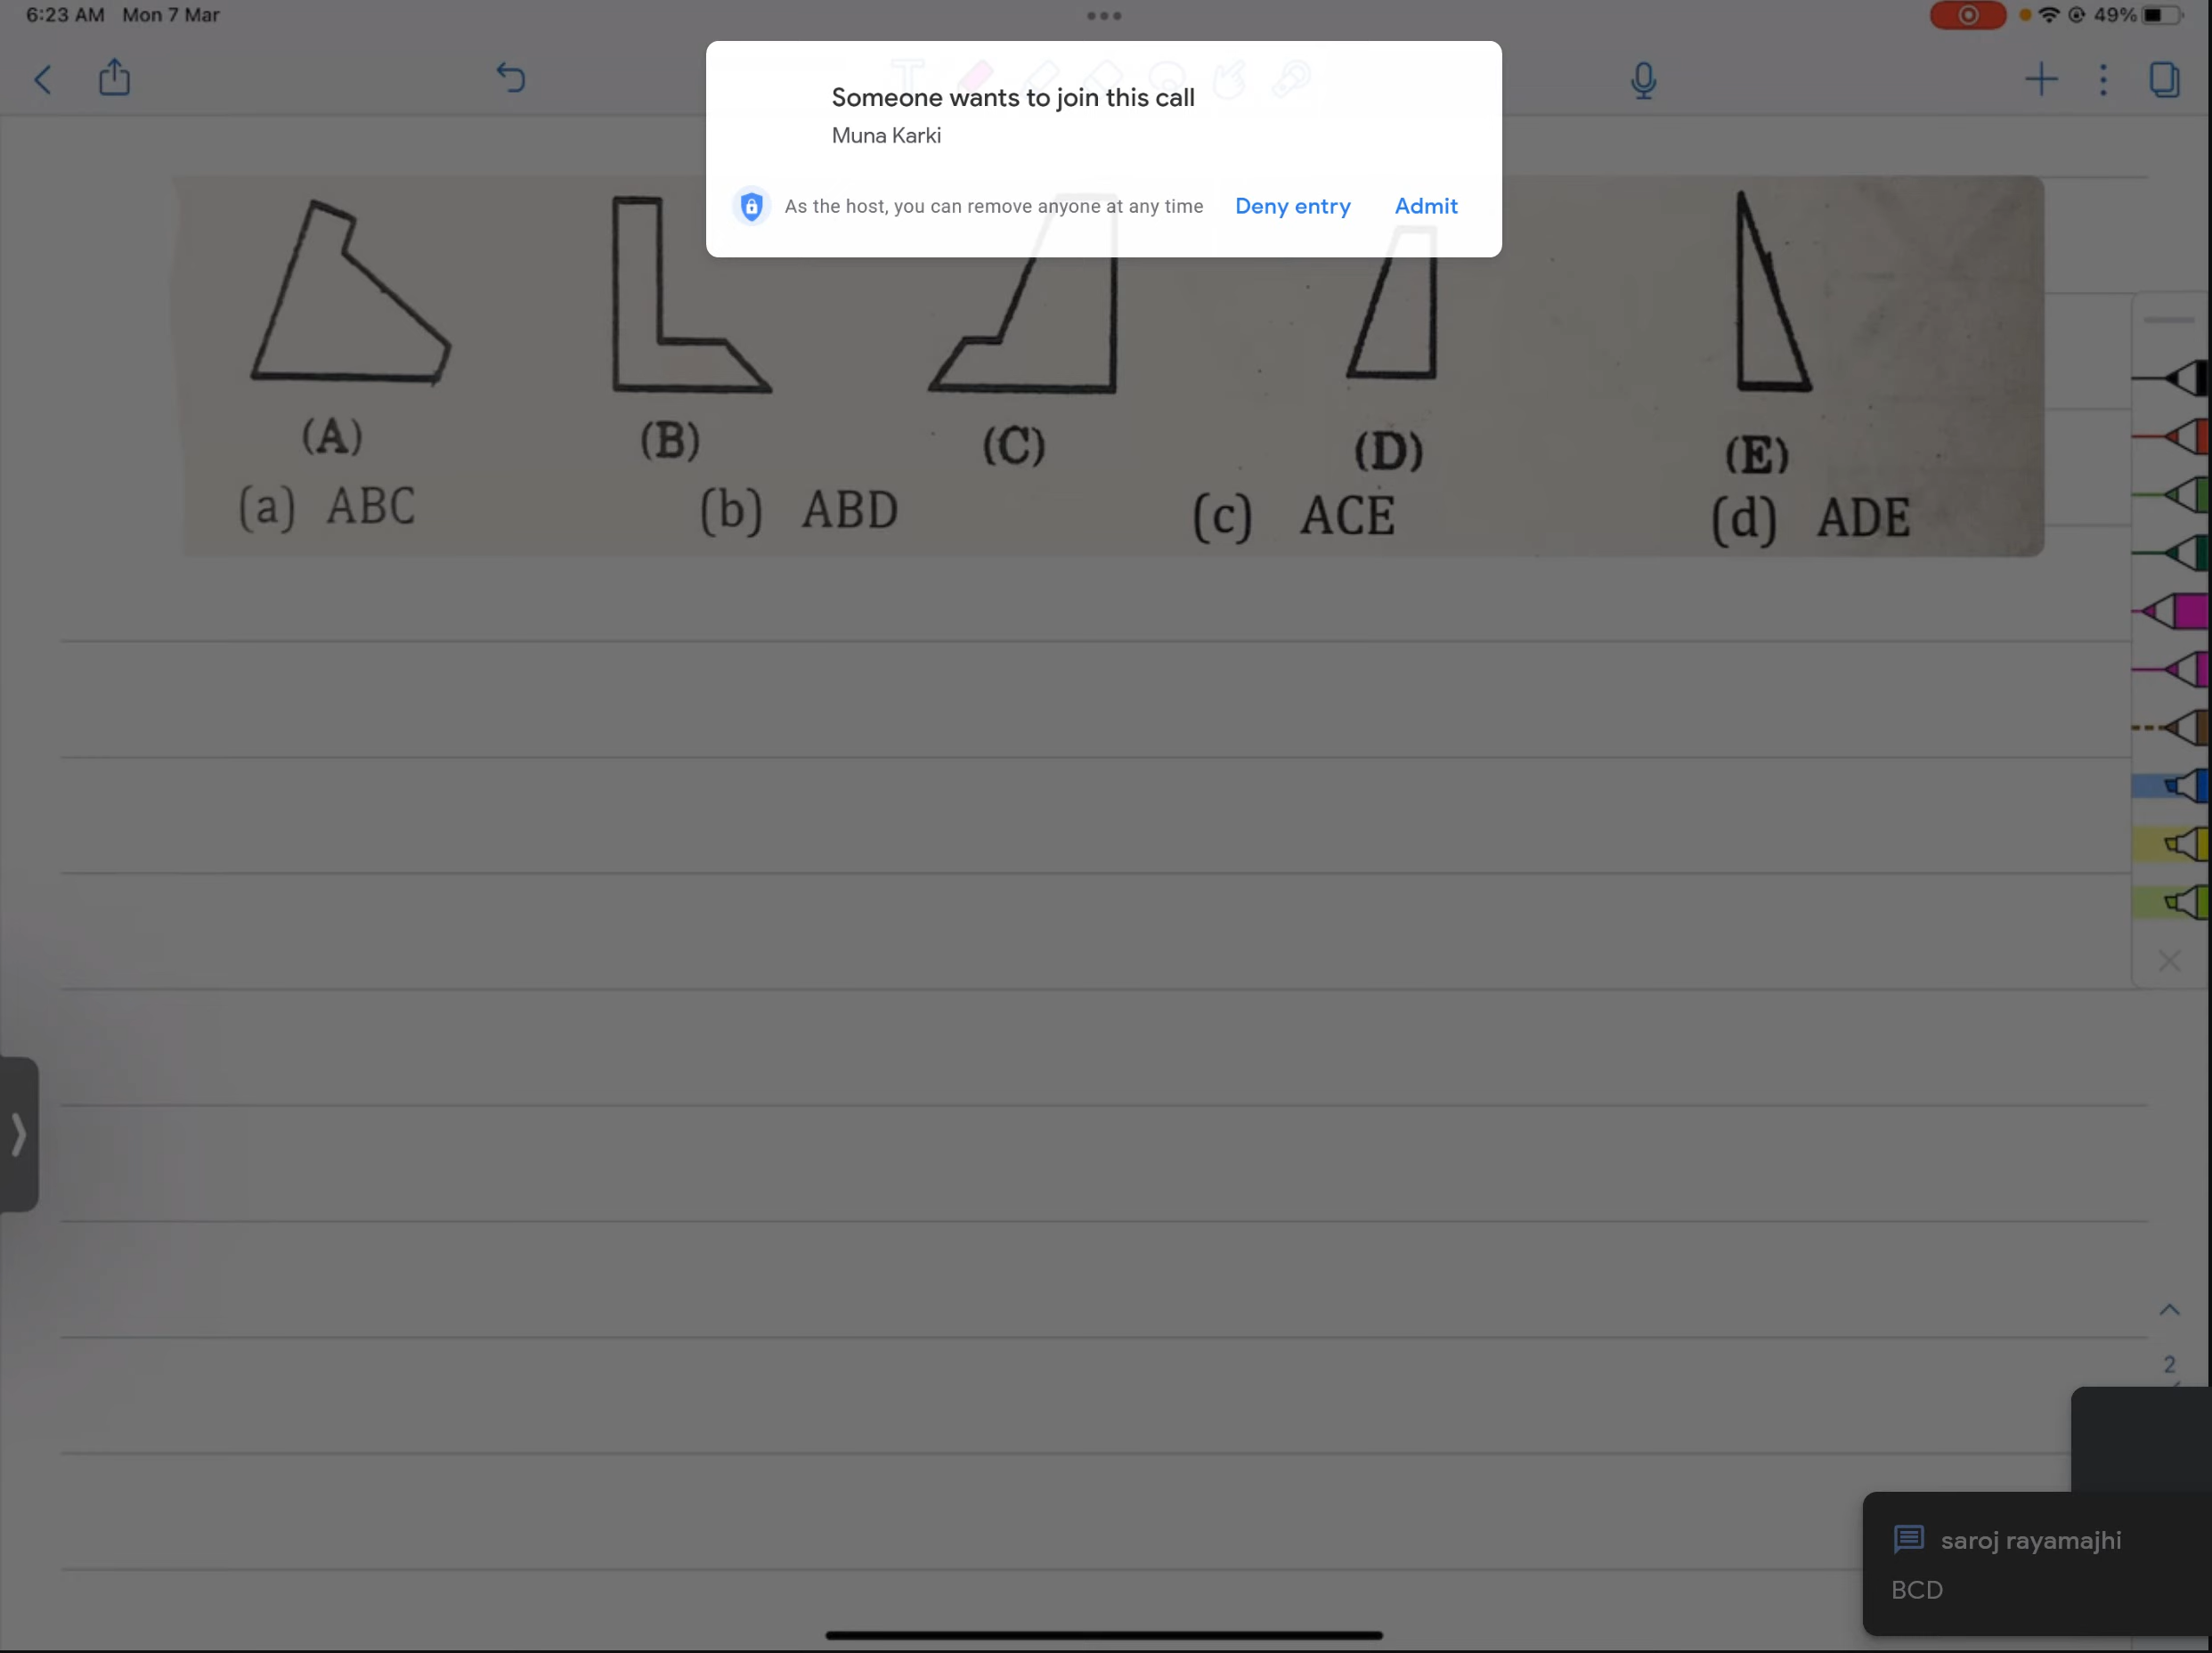 6:23 AM Mon 7 Mar
49%
Someone wants to join this call
Muna Karki
As the host, you can remove anyone at any time
Deny entry
Admit
(A) (B) (C) (D) (E)
(a) ABC (b) ABD (c) ACE (d) ADE
2
saroj rayamajhi
BCD